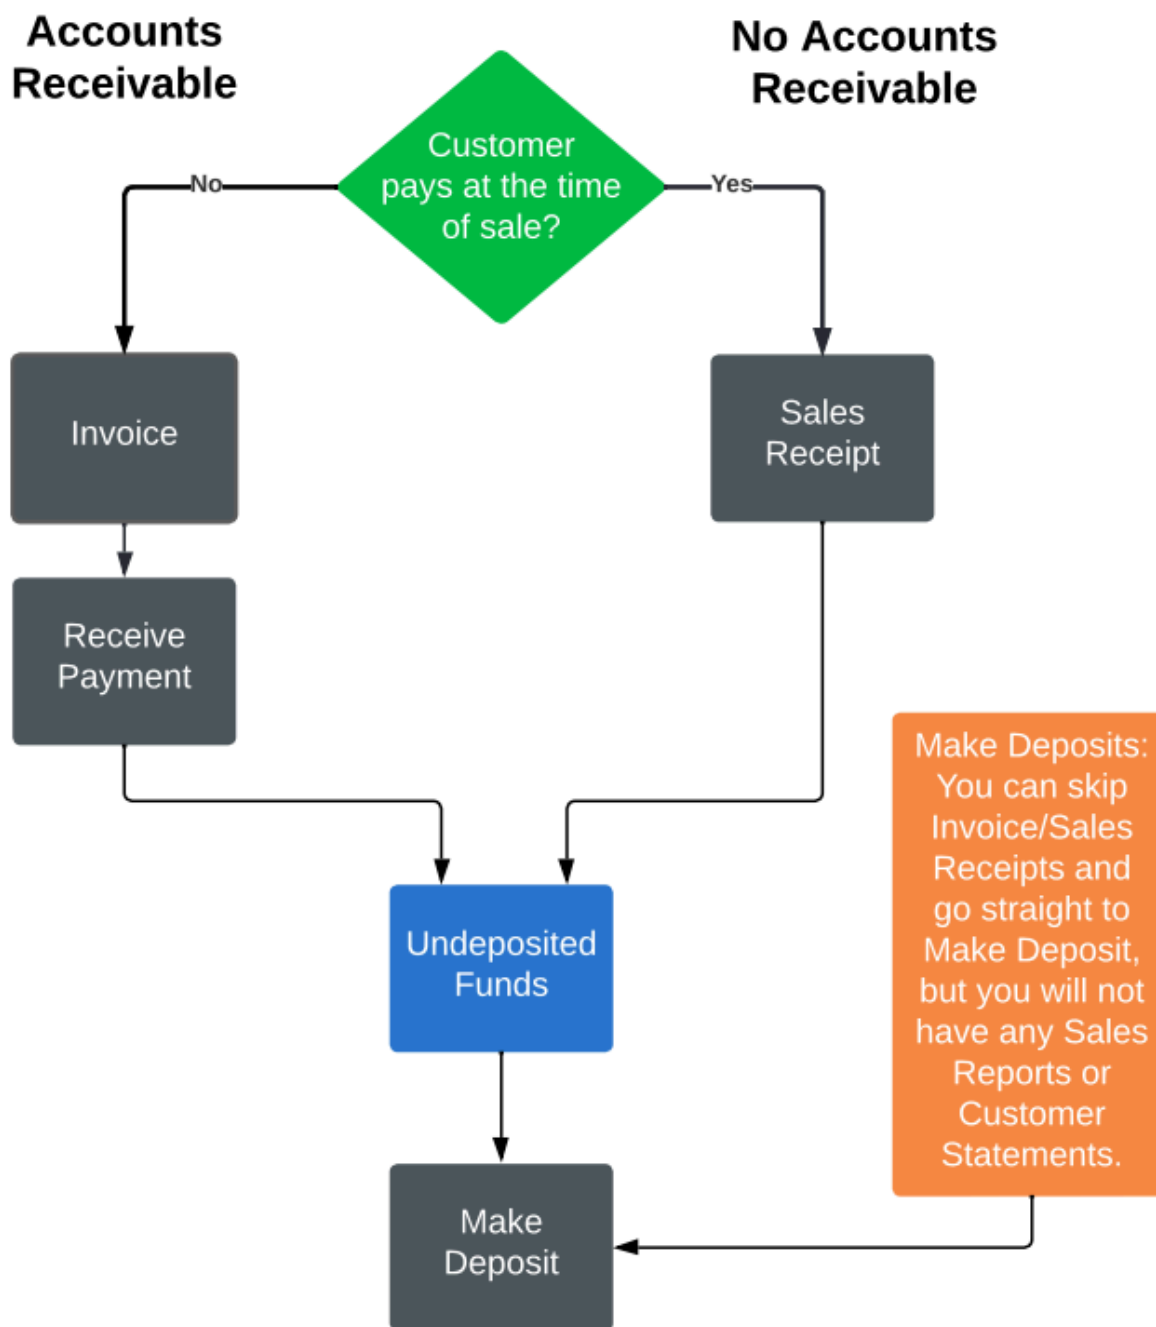 Accounts
Receivable
No Accounts
Receivable
Customer
pays at the time
of sale?
No
Yes
Invoice
Sales
Receipt
Receive
Payment
Make Deposits:
You can skip
Invoice/Sales
Receipts and
go straight to
Make Deposit,
but you will not
have any Sales
Reports or
Customer
Statements.
Undeposited
Funds
Make
Deposit